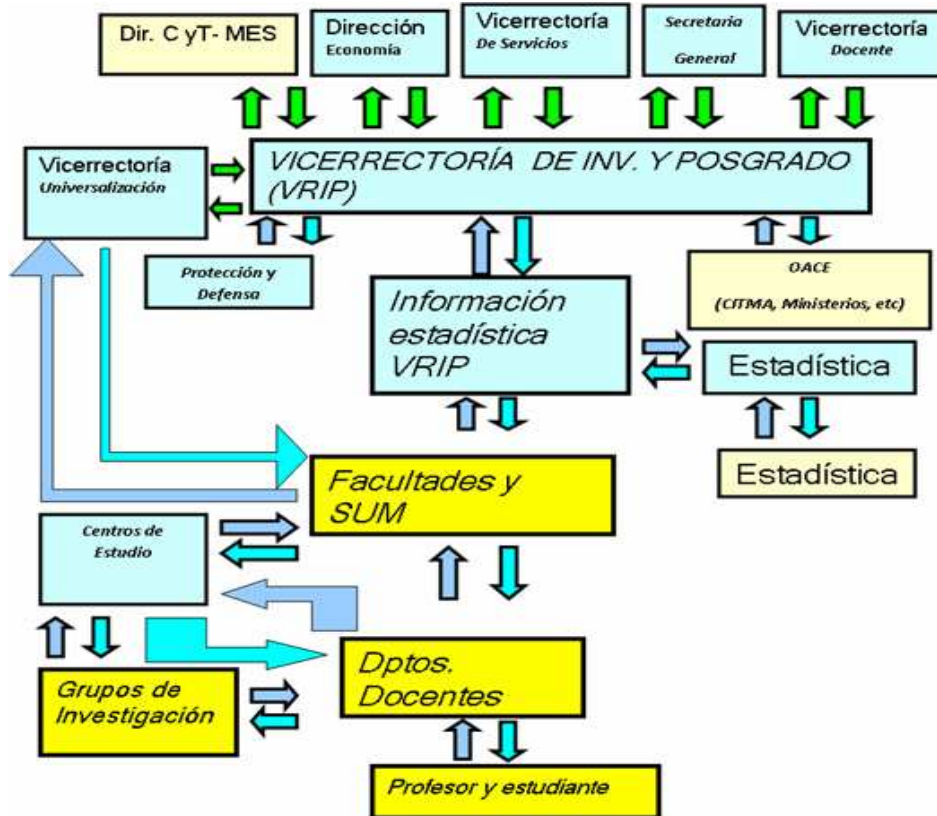 Dir. C yT- MES
Dirección
Economía
Vicerrectoría
De Servicios
Secretaria
General
Vicerrectoría
Docente
Vicerrectoría
Universalización
VICERRECTORÍA DE INV. Y POSGRADO
(VRIP)
Protección y
Defensa
Información
estadística
VRIP
OACE
(CITMA, Ministerios, etc)
Estadística
Estadística
Facultades y
SUM
Centros de
Estudio
Dptos.
Docentes
Grupos de
Investigación
Profesor y estudiante